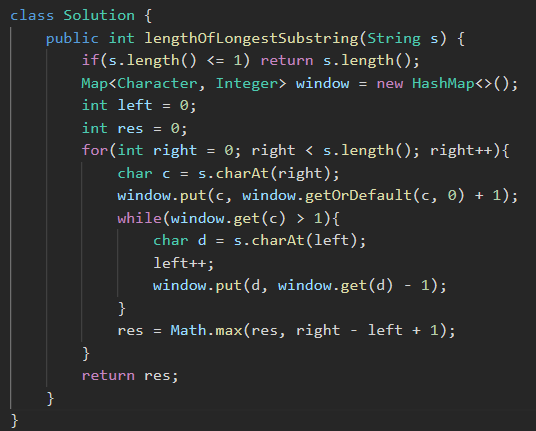 class Solution {
    public int lengthOfLongestSubstring(String s) {
        if(s.length() <= 1) return s.length();
        Map<Character, Integer> window = new HashMap<>();
        int left = 0;
        int res = 0;
        for(int right = 0; right < s.length(); right++){
            char c = s.charAt(right);
            window.put(c, window.getOrDefault(c, 0) + 1);
            while(window.get(c) > 1){
                char d = s.charAt(left);
                left++;
                window.put(d, window.get(d) - 1);
            }
            res = Math.max(res, right - left + 1);
        }
        return res;
    }
}